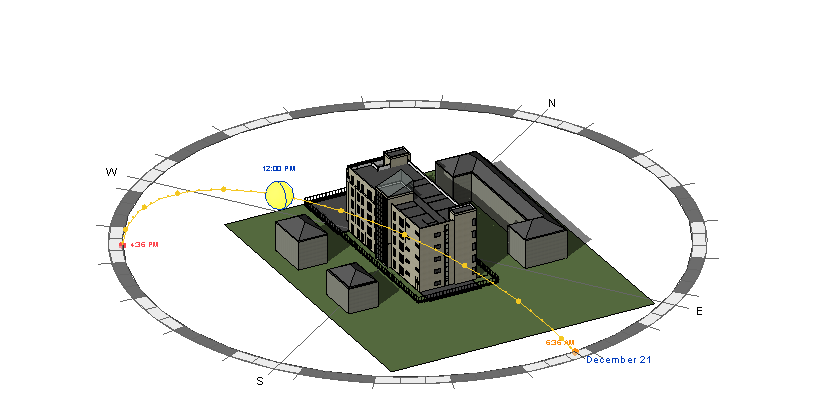 N
W
12:00 PM
4:36 PM
E
6:36 AM
December 21
S